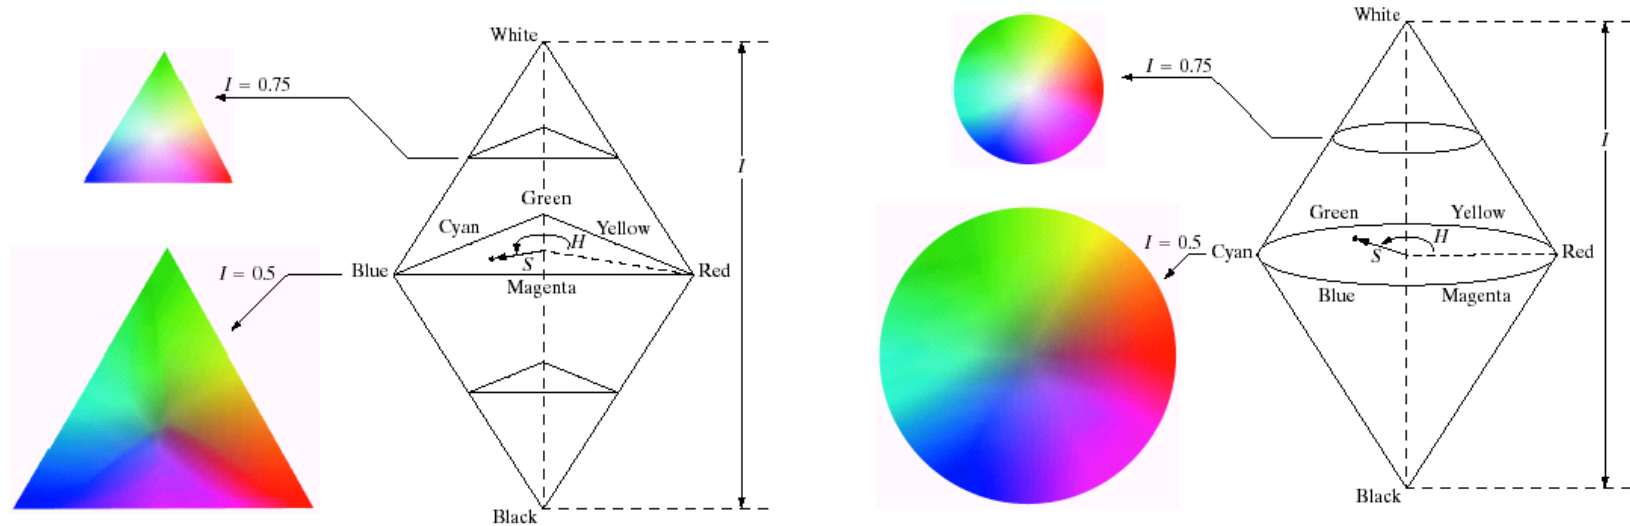 White
I = 0.75
I
Green
Cyan
Yellow
H
S
I = 0.5
Blue
Red
Magenta
Black
White
I = 0.75
I
Green
Yellow
H
I = 0.5
Cyan
S
Red
Blue
Magenta
Black